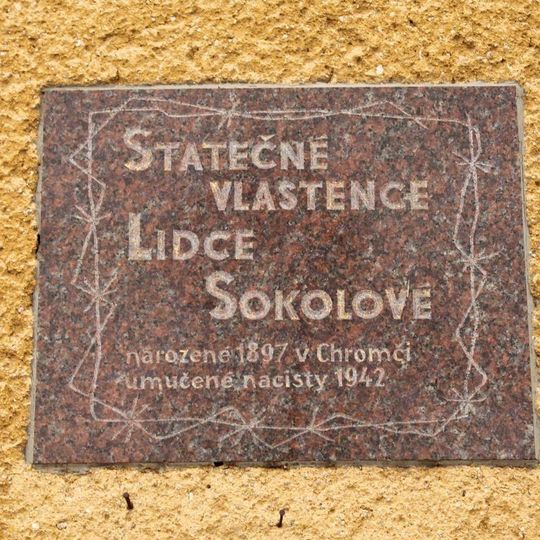 STATEČNÉ
VLASTENCE
LIDCE
SOKOLOVÉ
narozené 1897 v Chromči
umučené nacisty 1942